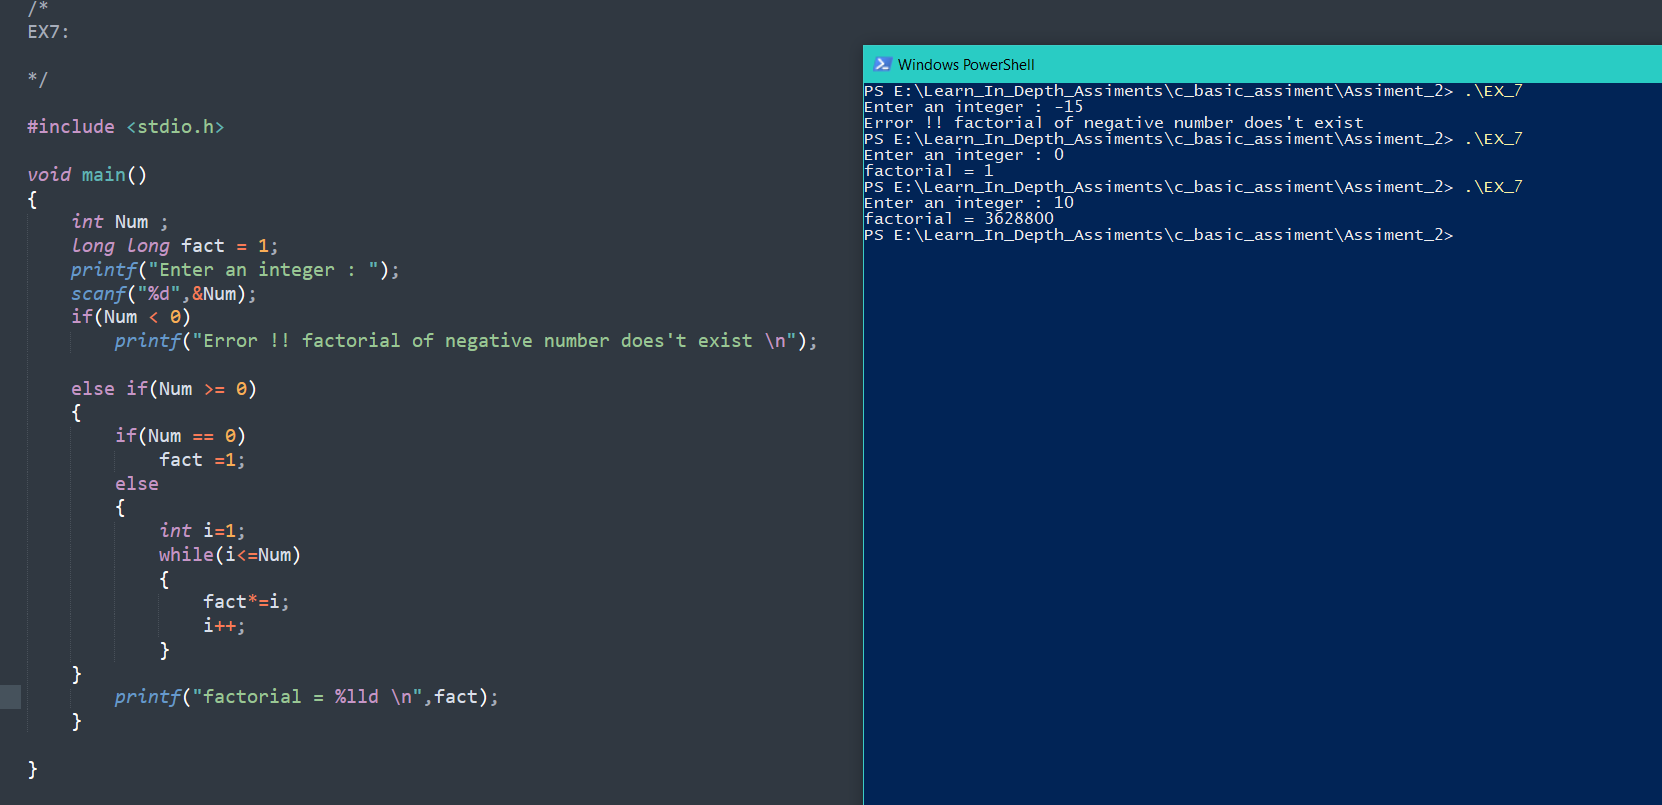 /*
EX7:
*/
#include <stdio.h>
void main()
{
int Num ;
long long fact = 1;
printf("Enter an integer : ");
scanf("%d",&Num);
if(Num < 0)
printf("Error !! factorial of negative number does't exist \n");
else if(Num >= 0)
{
if(Num == 0)
fact =1;
else
{
int i=1;
while(i<=Num)
{
fact*=i;
i++;
}
}
printf("factorial = %lld \n",fact);
}
}
Windows PowerShell
PS E:\Learn_In_Depth_Assiments\c_basic_assiment\Assiment_2> .\EX_7
Enter an integer : -15
Error !! factorial of negative number does't exist
PS E:\Learn_In_Depth_Assiments\c_basic_assiment\Assiment_2> .\EX_7
Enter an integer : 0
factorial = 1
PS E:\Learn_In_Depth_Assiments\c_basic_assiment\Assiment_2> .\EX_7
Enter an integer : 10
factorial = 3628800
PS E:\Learn_In_Depth_Assiments\c_basic_assiment\Assiment_2>